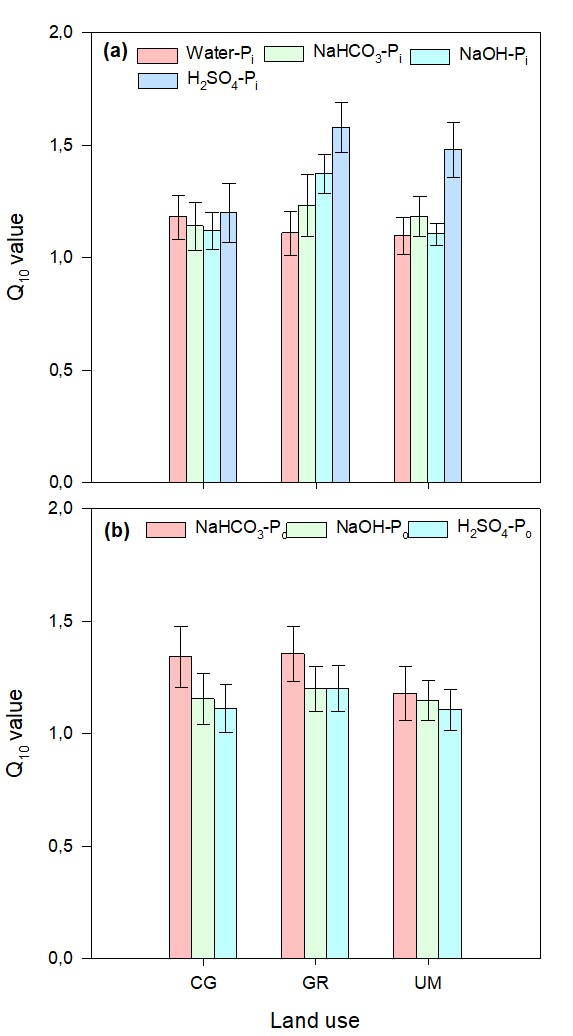 2,0
(a) Water-Pi NaHCO3-Pi NaOH-Pi
H2SO4-Pi
1,5
Q10 value
1,0
0,5
0,0
2,0
(b) NaHCO3-Po NaOH-Po H2SO4-Po
1,5
Q10 value
1,0
0,5
0,0
CG GR UM
Land use